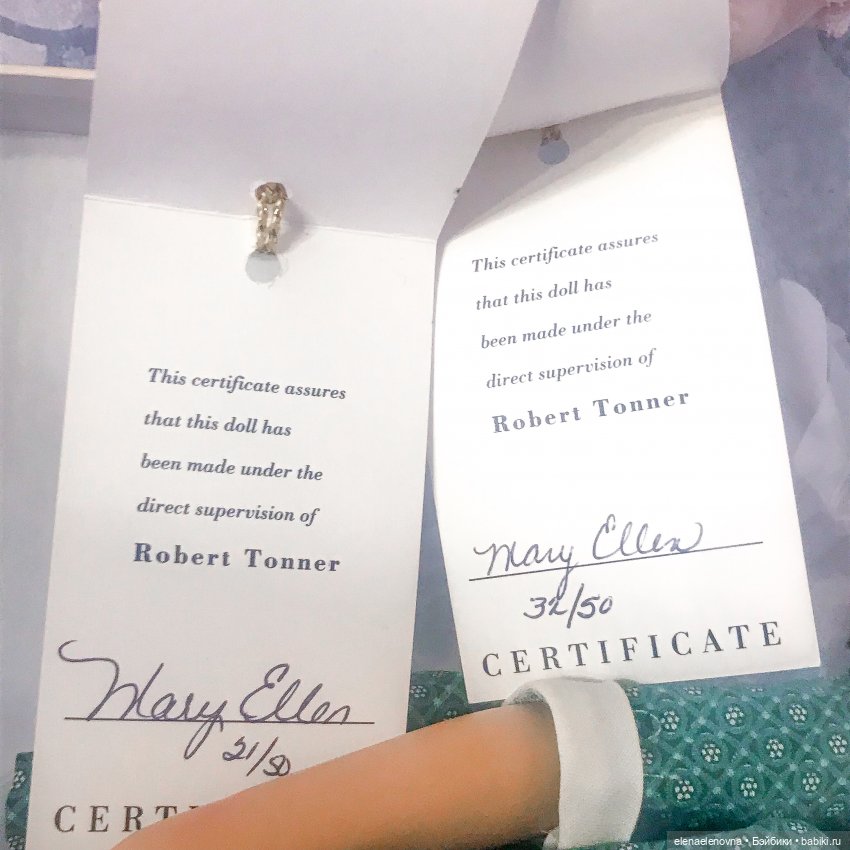 This certificate assures
that this doll has
been made under the
direct supervision of
Robert Tonner
Mary Ellen
21/50
CERTI
This certificate assures
that this doll has
been made under the
direct supervision of
Robert Tonner
Mary Ellen
32/50
CERTIFICATE
elenaelenovna • Бэйбики • babiki.ru